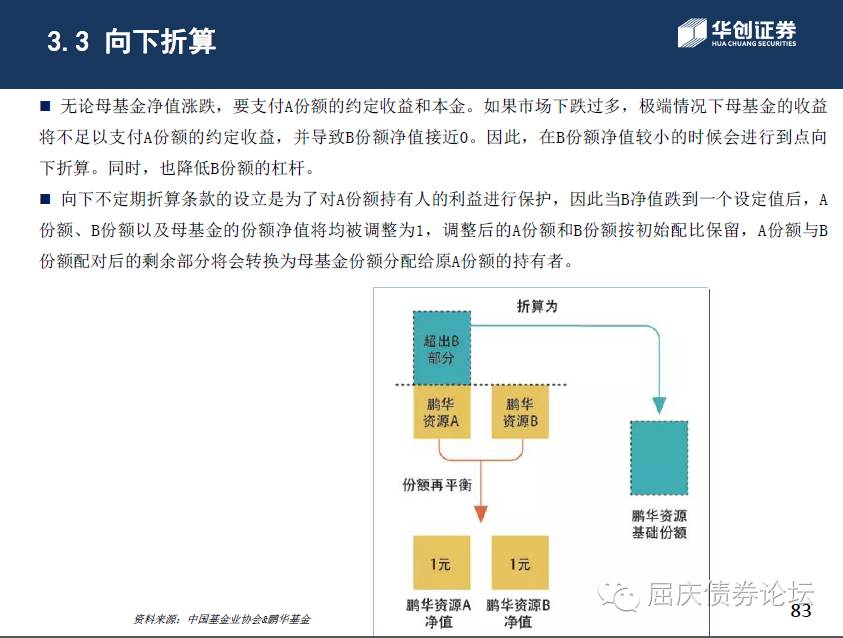 3.3 向下折算
华创证券
HUA CHUANG SECURITIES
■ 无论母基金净值涨跌，要支付A份额的约定收益和本金。如果市场下跌过多，极端情况下母基金的收益
将不足以支付A份额的约定收益，并导致B份额净值接近0。因此，在B份额净值较小的时候会进行到点向
下折算。同时，也降低B份额的杠杆。
■ 向下不定期折算条款的设立是为了对A份额持有人的利益进行保护，因此当B净值跌到一个设定值后，A
份额、B份额以及母基金的份额净值将均被调整为1，调整后的A份额和B份额按初始配比保留，A份额与B
份额配对后的剩余部分将会转换为母基金份额分配给原A份额的持有者。
折算为
超出B
部分
鹏华
资源A
鹏华
资源B
份额再平衡
鹏华资源
基础份额
1元
1元
鹏华资源A
净值
鹏华资源B
净值
屈庆债券论坛
资料来源：中国基金业协会&鹏华基金
83